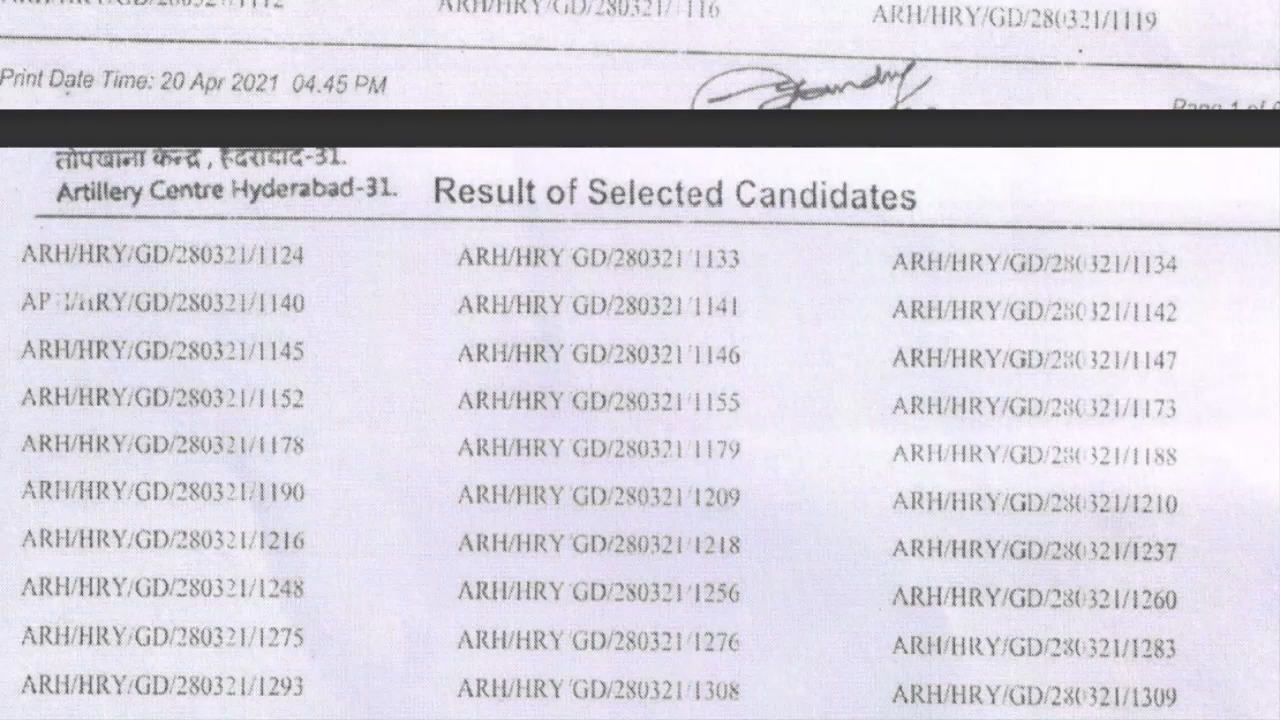 ARH/HRY/GD/280321/1116 ARH/HRY/GD/280321/1119
Print Date Time: 20 Apr 2021 04.45 PM
Page 1 of
तोपखाना केन्द्र, हैदराबाद-31.
Artillery Centre Hyderabad-31. Result of Selected Candidates
ARH/HRY/GD/280321/1124 ARH/HRY GD/280321/1133 ARH/HRY/GD/280321/1134
ARH/HRY/GD/280321/1140 ARH/HRY GD/280321/1141 ARH/HRY/GD/280321/1142
ARH/HRY/GD/280321/1145 ARH/HRY GD/280321/1146 ARH/HRY/GD/280321/1147
ARH/HRY/GD/280321/1152 ARH/HRY GD/280321/1155 ARH/HRY/GD/280321/1173
ARH/HRY/GD/280321/1178 ARH/HRY GD/280321/1179 ARH/HRY/GD/280321/1188
ARH/HRY/GD/280321/1190 ARH/HRY GD/280321/1209 ARH/HRY/GD/280321/1210
ARH/HRY/GD/280321/1216 ARH/HRY GD/280321/1218 ARH/HRY/GD/280321/1237
ARH/HRY/GD/280321/1248 ARH/HRY GD/280321/1256 ARH/HRY/GD/280321/1260
ARH/HRY/GD/280321/1275 ARH/HRY GD/280321/1276 ARH/HRY/GD/280321/1283
ARH/HRY/GD/280321/1293 ARH/HRY GD/280321/1308 ARH/HRY/GD/280321/1309